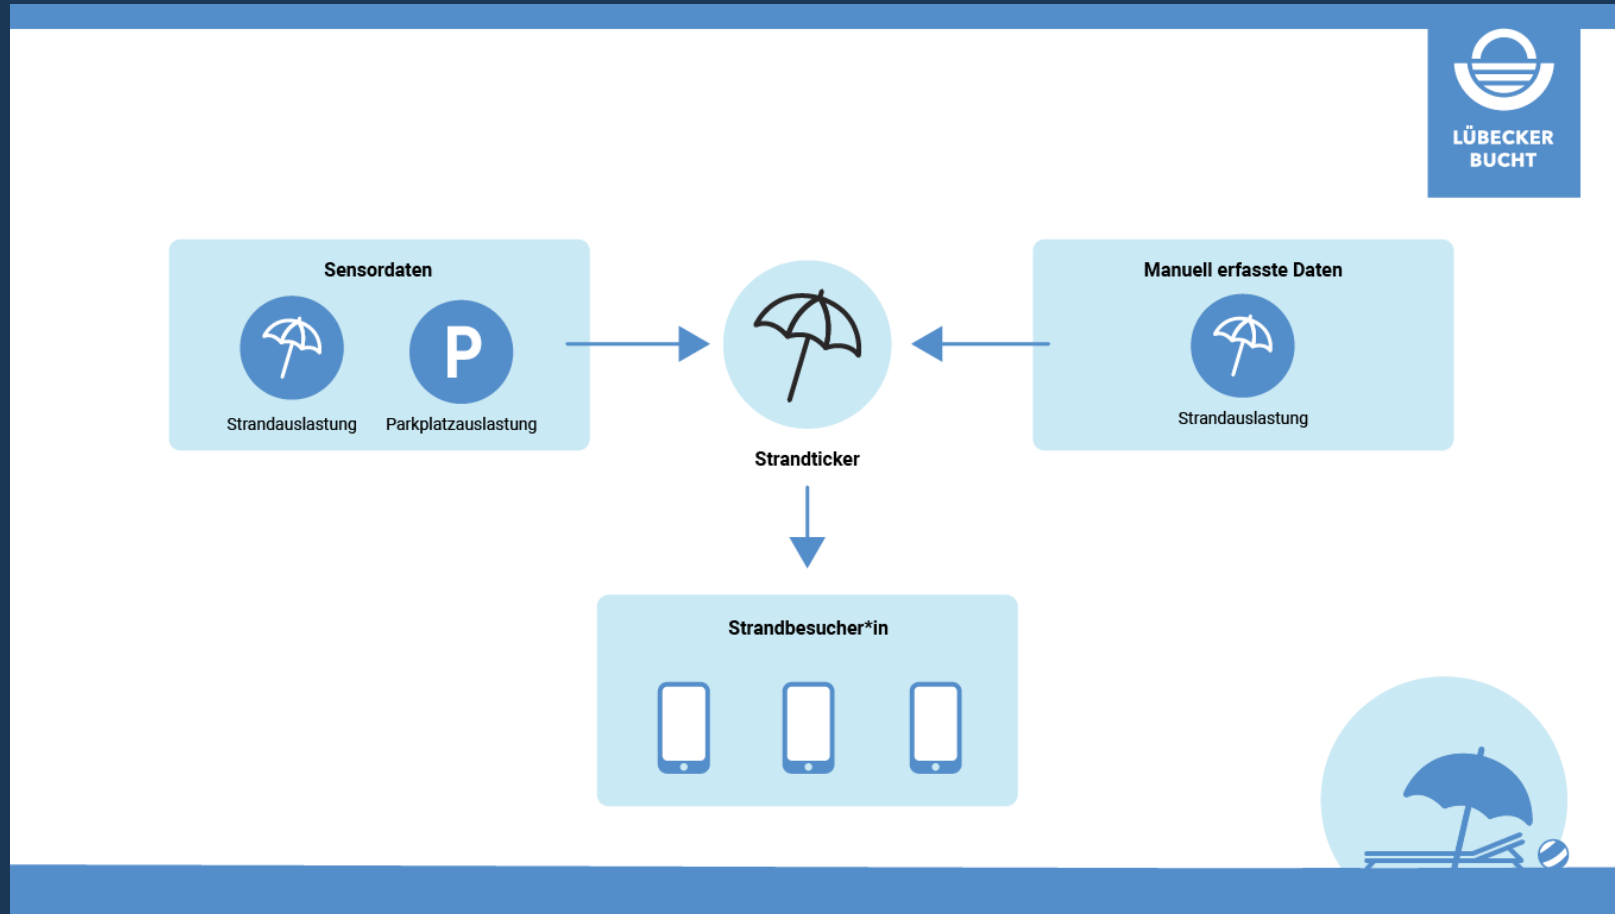 LÜBECKER
BUCHT
Sensordaten
P
Strandauslastung
Parkplatzauslastung
Strandticker
Manuell erfasste Daten
Strandauslastung
Strandbesucher*in